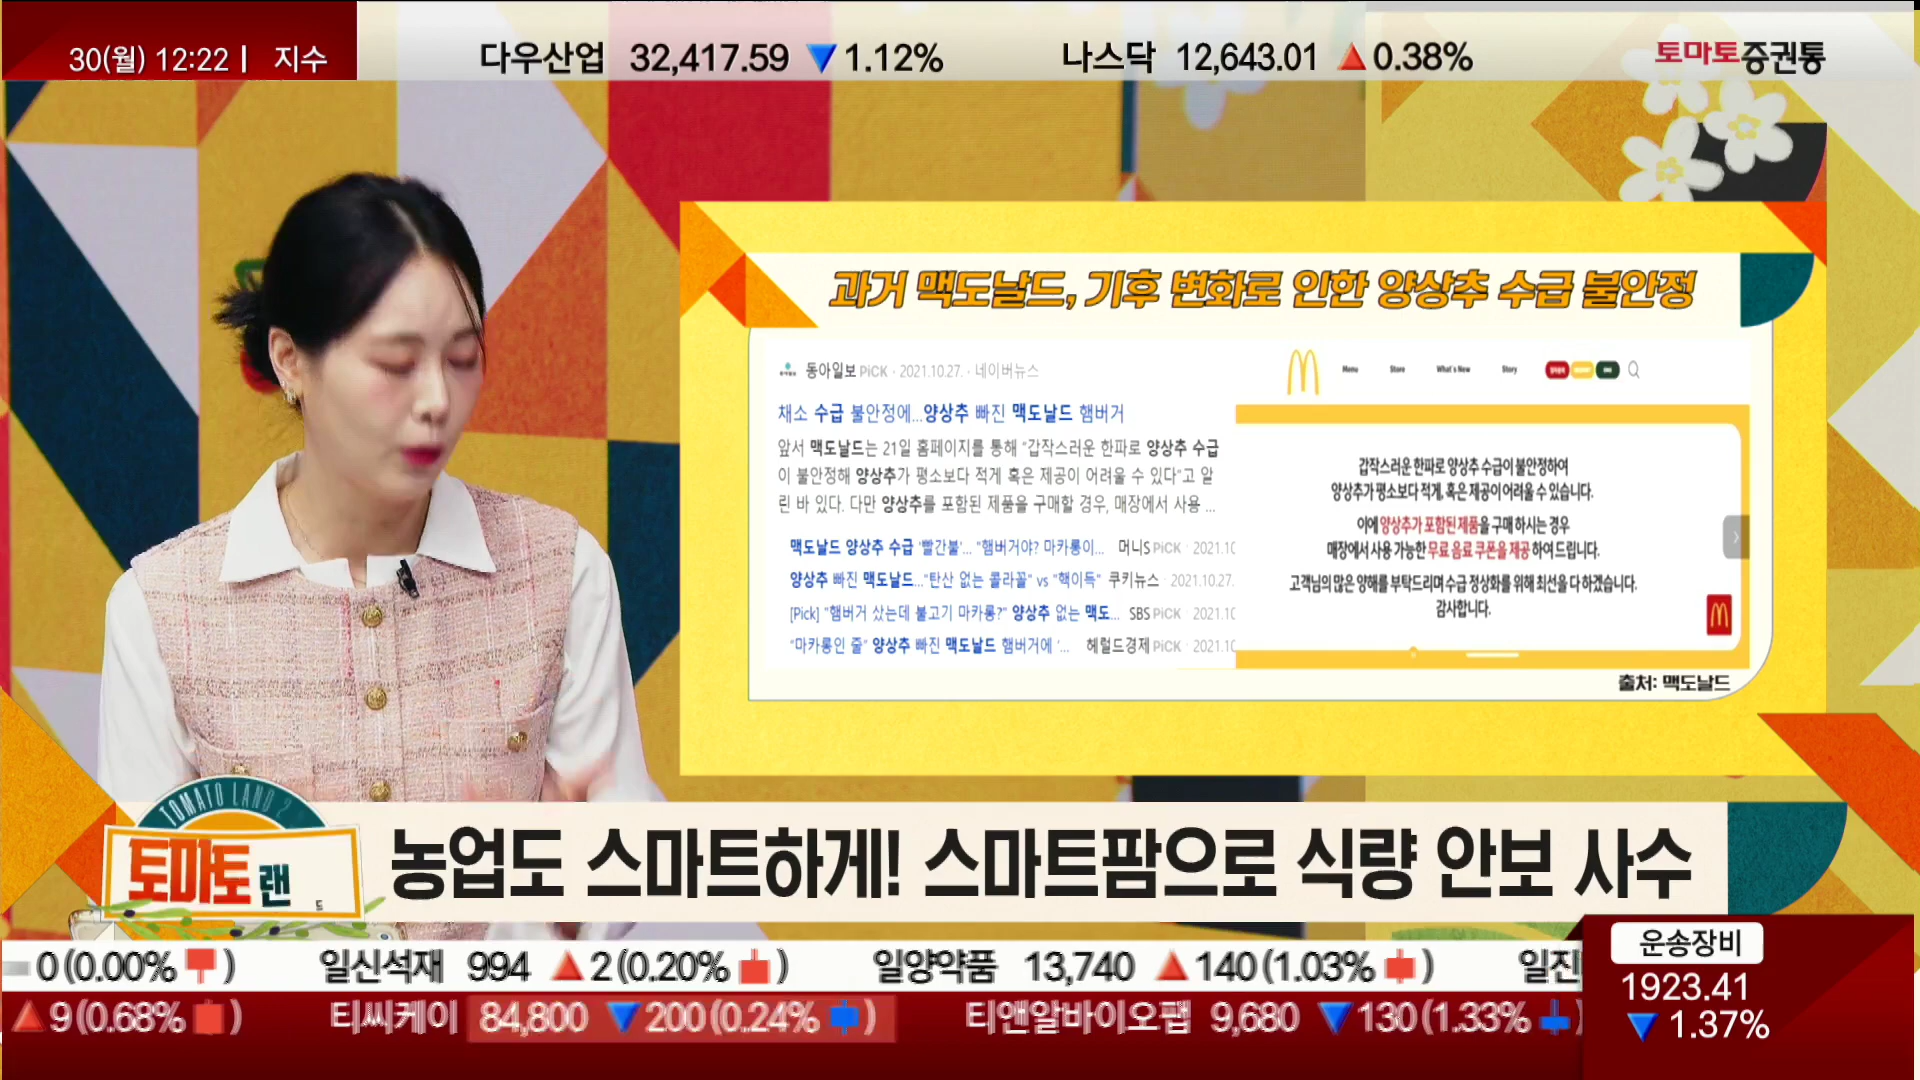 30(월) 12:22 | 지수
다우산업 32,417.59 ▼1.12%
나스닥 12,643.01 ▲0.38%
토마토증권통
과거 맥도날드, 기후 변화로 인한 양상추 수급 불안정
동아일보 PiCK · 2021.10.27. · 네이버뉴스
채소 수급 불안정에...양상추 빠진 맥도날드 햄버거
앞서 맥도날드는 21일 홈페이지를 통해 “갑작스러운 한파로 양상추 수급
이 불안정해 양상추가 평소보다 적게 혹은 제공이 어려울 수 있다”고 알
린 바 있다. 다만 양상추를 포함된 제품을 구매할 경우, 매장에서 사용 ...
맥도날드 양상추 수급 '빨간불'... "햄버거야? 마카롱이... 머니S PiCK · 2021.10
양상추 빠진 맥도날드..."탄산 없는 콜라꼴" vs "핵이득" 쿠키뉴스 · 2021.10.27.
[Pick] "햄버거 샀는데 불고기 마카롱?" 양상추 없는 맥도... SBS PiCK · 2021.10
"마카롱인 줄" 양상추 빠진 맥도날드 햄버거에 '... 헤럴드경제 PiCK · 2021.10
Menu Store What's New Story
갑작스러운 한파로 양상추 수급이 불안정하여
양상추가 평소보다 적게, 혹은 제공이 어려울 수 있습니다.
이에 양상추가 포함된 제품을 구매 하시는 경우
매장에서 사용 가능한 무료 음료 쿠폰을 제공 하여 드립니다.
고객님의 많은 양해를 부탁드리며 수급 정상화를 위해 최선을 다 하겠습니다.
감사합니다.
출처: 맥도날드
TOMATO LAND 2
토마토랜드
농업도 스마트하게! 스마트팜으로 식량 안보 사수
0(0.00% ) 일신석재 994 ▲2(0.20% ) 일양약품 13,740 ▲140(1.03% ) 일진
▲9(0.68% ) 티씨케이 84,800 ▼200(0.24% ) 티앤알바이오팹 9,680 ▼130(1.33% )
운송장비
1923.41
▼1.37%